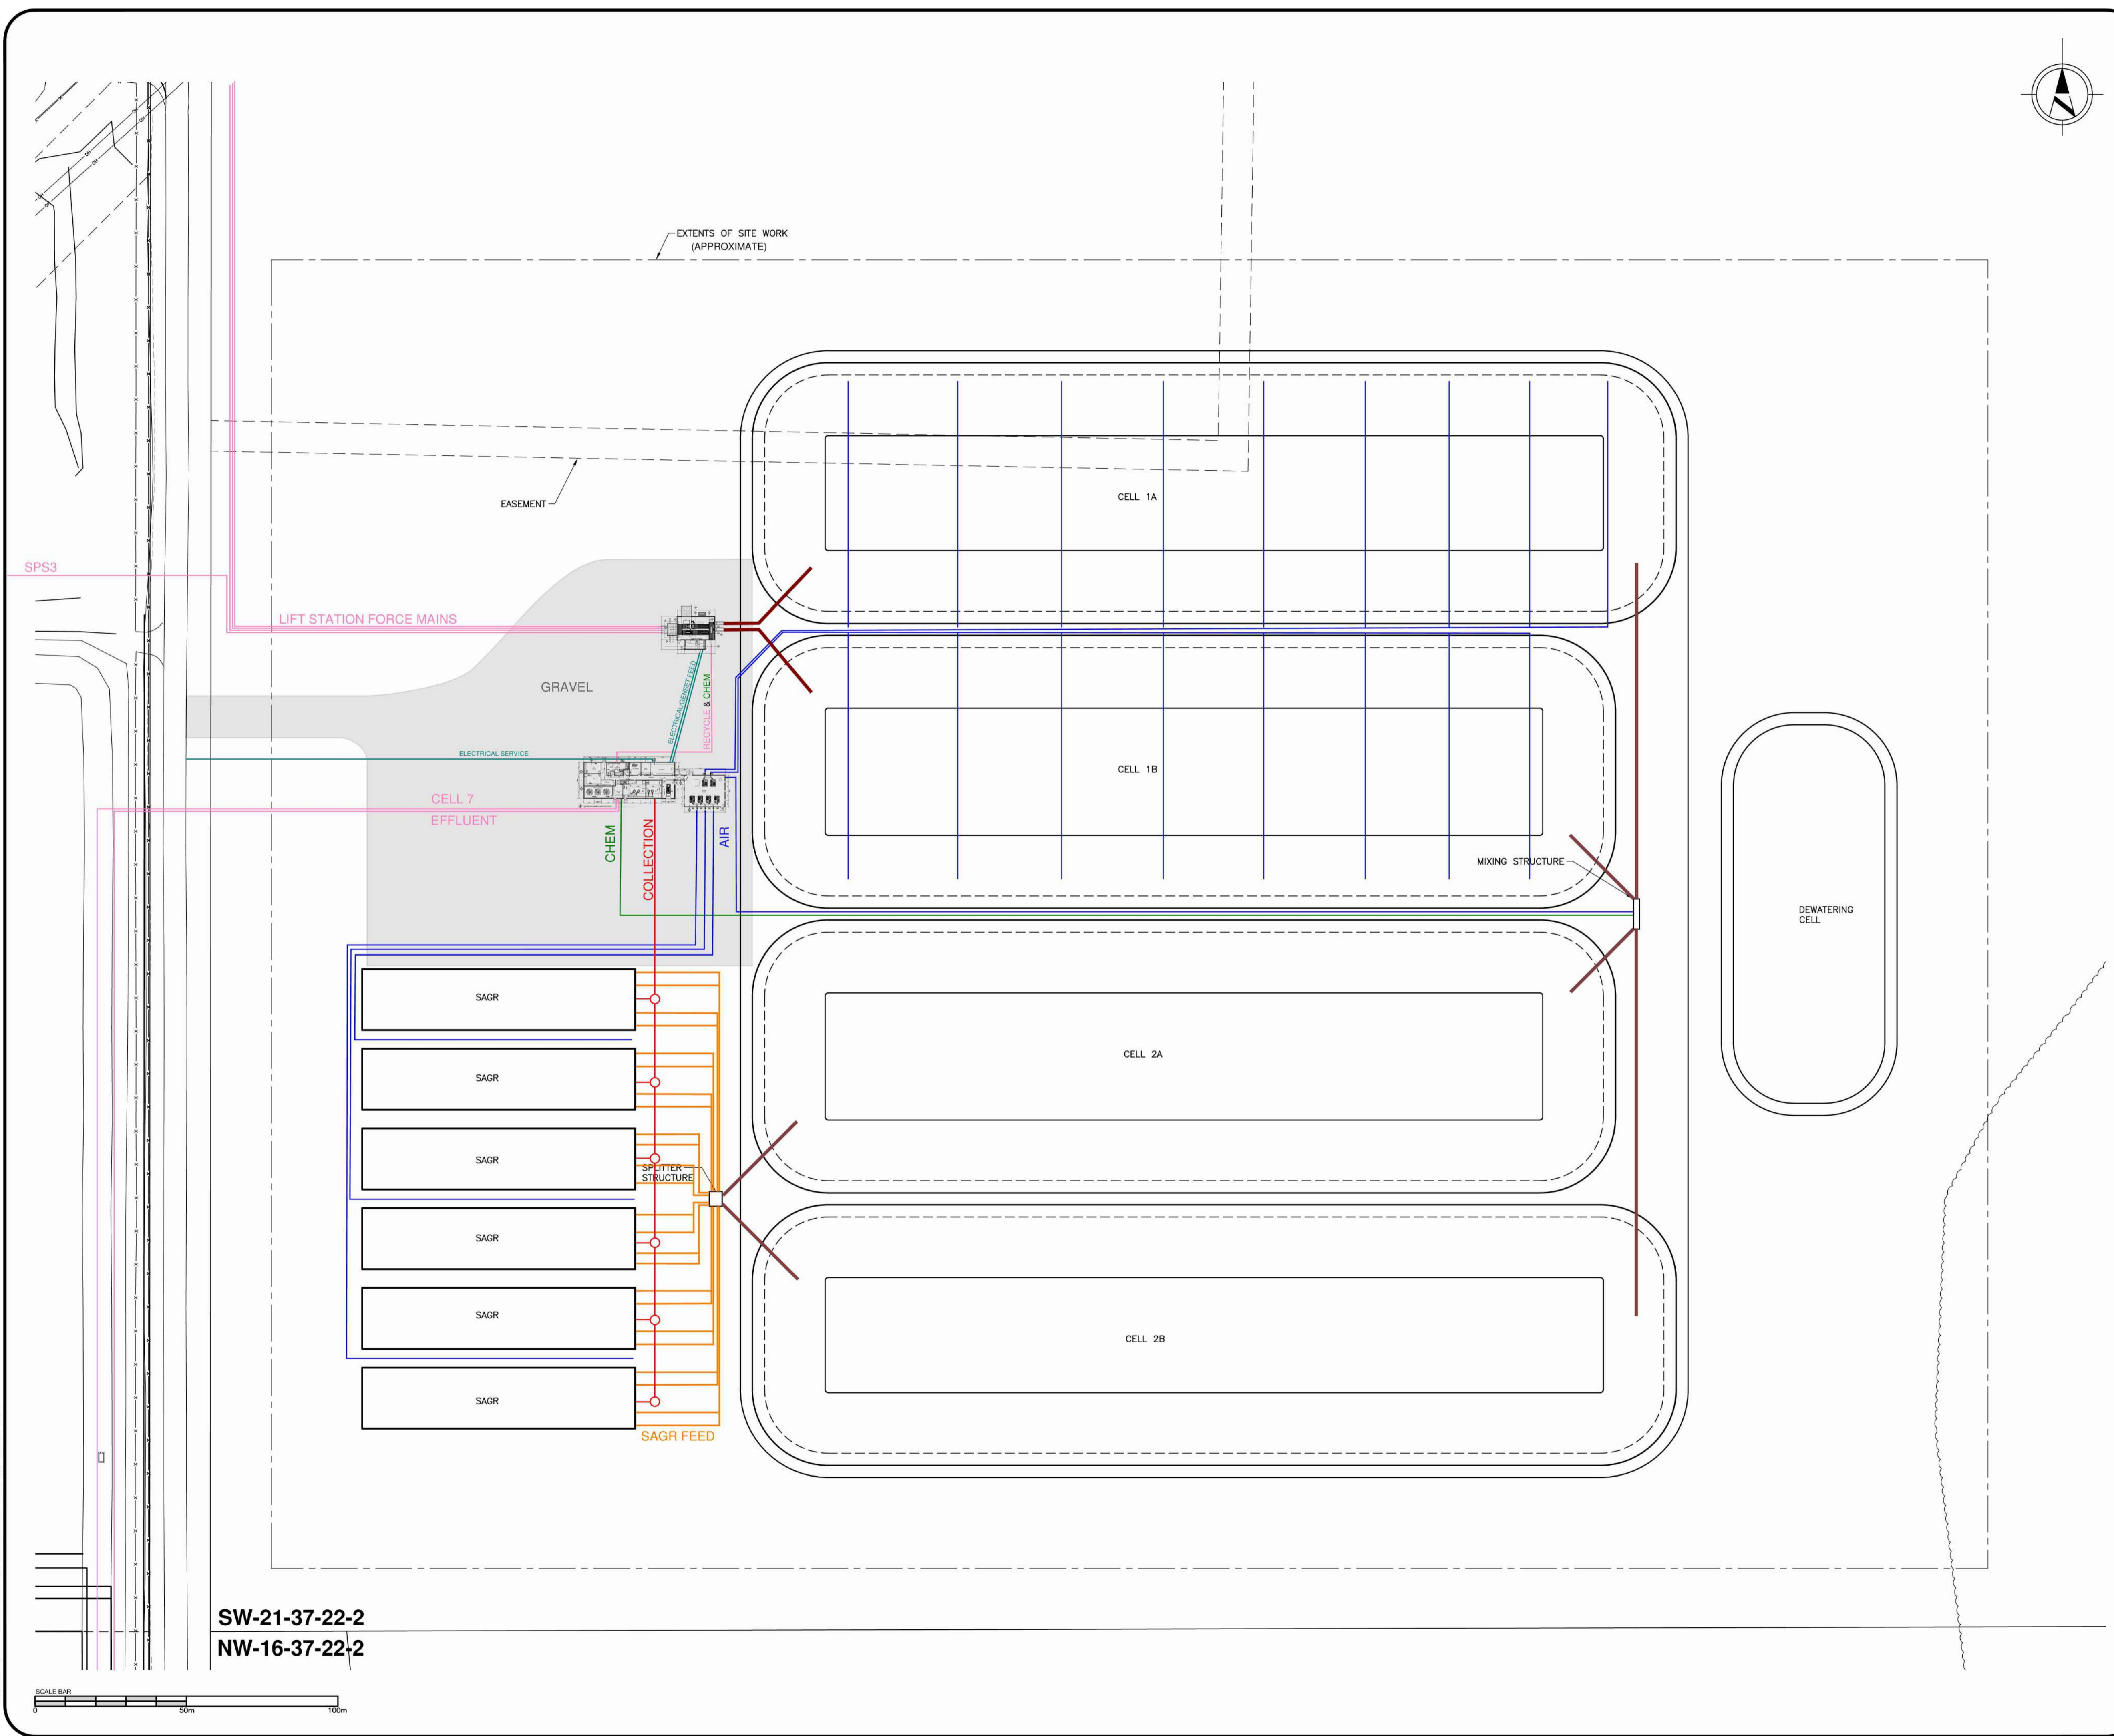 EXTENTS OF SITE WORK
(APPROXIMATE)
EASEMENT
CELL 1A
SPS3
LIFT STATION FORCE MAINS
GRAVEL
ELECTRICAL/GENSET FEED
RECYCLE & CHEM
ELECTRICAL SERVICE
CELL 1B
CELL 7
EFFLUENT
CHEM
COLLECTION
AIR
MIXING STRUCTURE
DEWATERING
CELL
SAGR
CELL 2A
SAGR
SAGR
SPLITTER
STRUCTURE
SAGR
SAGR
CELL 2B
SAGR
SAGR FEED
SW-21-37-22-2
NW-16-37-22-2
SCALE BAR
0 50m 100m